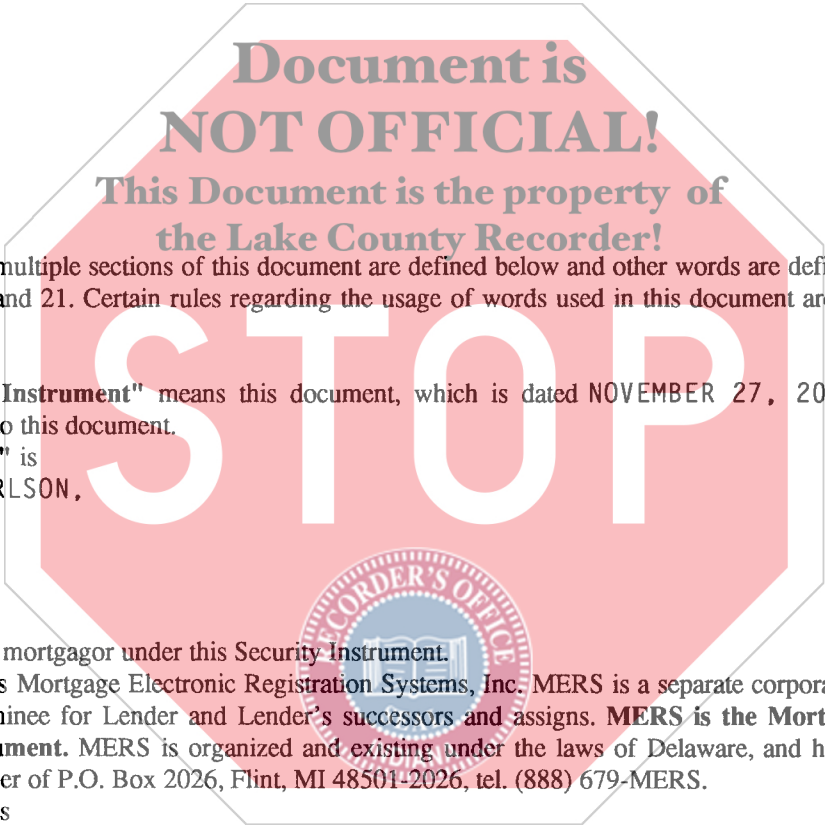 Document is
NOT OFFICIAL!
This Document is the property of
the Lake County Recorder!
multiple sections of this document are defined below and other words are defi
and 21. Certain rules regarding the usage of words used in this document ar
STOP
Instrument" means this document, which is dated NOVEMBER 27, 20
o this document.
" is
RLSON,
RECORDER'S OFFICE
mortgagor under this Security Instrument.
s Mortgage Electronic Registration Systems, Inc. MERS is a separate corpora
inee for Lender and Lender's successors and assigns. MERS is the Mort
ment. MERS is organized and existing under the laws of Delaware, and h
er of P.O. Box 2026, Flint, MI 48501-2026, tel. (888) 679-MERS.
s